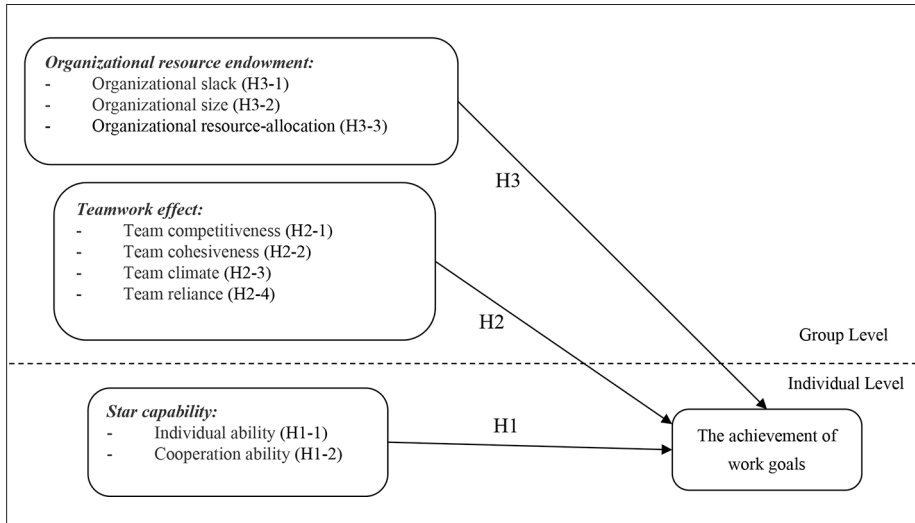 Organizational resource endowment:
- Organizational slack (H3-1)
- Organizational size (H3-2)
- Organizational resource-allocation (H3-3)
H3
Teamwork effect:
- Team competitiveness (H2-1)
- Team cohesiveness (H2-2)
- Team climate (H2-3)
- Team reliance (H2-4)
H2
Group Level
Individual Level
Star capability:
- Individual ability (H1-1)
- Cooperation ability (H1-2)
H1
The achievement of
work goals